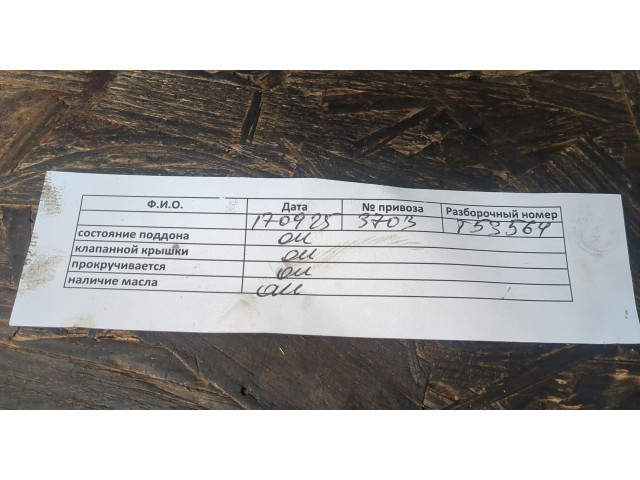 Ф.И.О. Дата № привоза Разборочный номер
170925 3703 T53564
состояние поддона ок
клапанной крышки ок
прокручивается ок
наличие масла ок